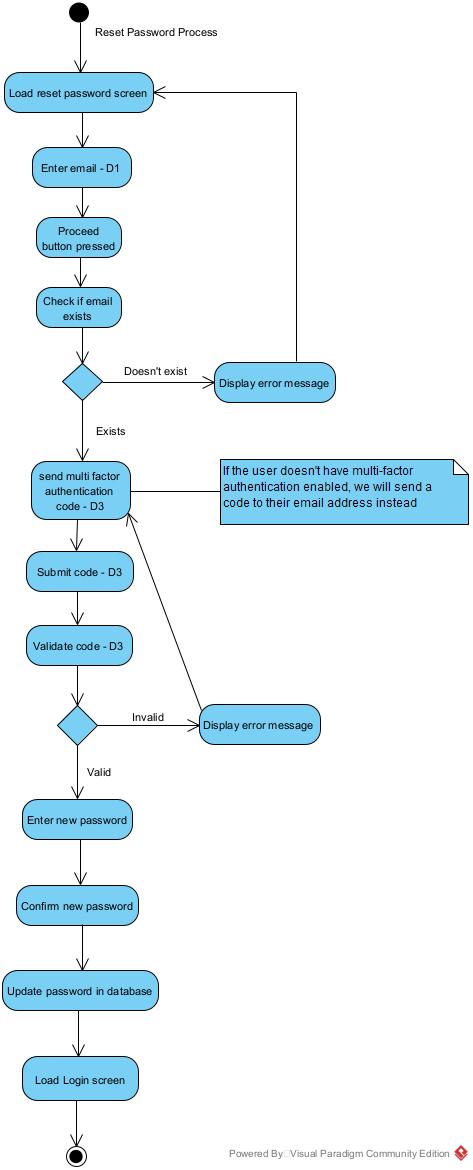 Reset Password Process
Load reset password screen
Enter email - D1
Proceed
button pressed
Check if email
exists
Doesn't exist
Display error message
Exists
send multi factor
authentication
code - D3
If the user doesn't have multi-factor
authentication enabled, we will send a
code to their email address instead
Submit code - D3
Validate code - D3
Invalid
Display error message
Valid
Enter new password
Confirm new password
Update password in database
Load Login screen
Powered By Visual Paradigm Community Edition